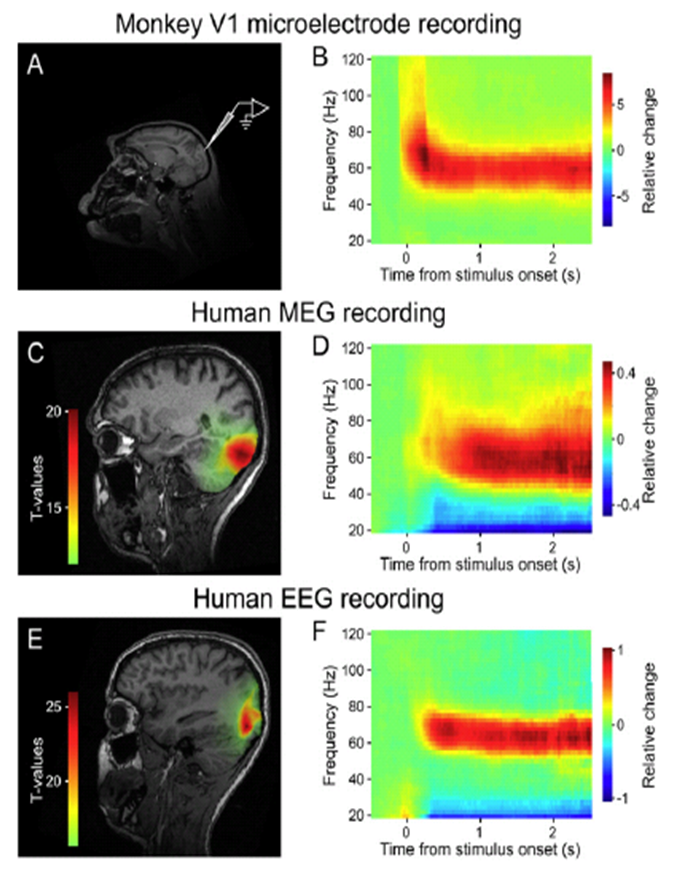 Monkey V1 microelectrode recording
A
B
120
100
80
60
40
20
Frequency (Hz)
0 1 2
Time from stimulus onset (s)
5
0
-5
Relative change
Human MEG recording
C
20
15
T-values
D
120
100
80
60
40
20
Frequency (Hz)
0 1 2
Time from stimulus onset (s)
0.4
0
-0.4
Relative change
Human EEG recording
E
25
20
T-values
F
120
100
80
60
40
20
Frequency (Hz)
0 1 2
Time from stimulus onset (s)
1
0
-1
Relative change